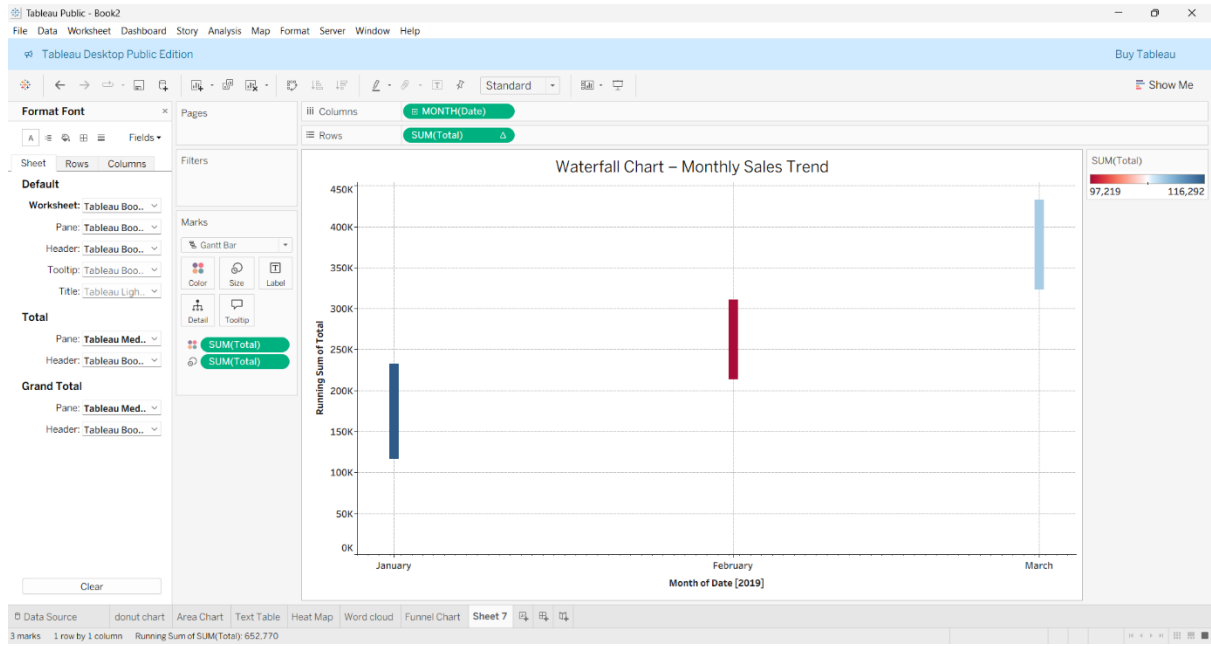 Tableau Public - Book2
File Data Worksheet Dashboard Story Analysis Map Format Server Window Help
Tableau Desktop Public Edition
Buy Tableau
Standard
Show Me
Format Font
Fields
Sheet Rows Columns
Default
Worksheet: Tableau Boo..
Pane: Tableau Boo..
Header: Tableau Boo..
Tooltip: Tableau Boo..
Title: Tableau Ligh..
Total
Pane: Tableau Med..
Header: Tableau Boo..
Grand Total
Pane: Tableau Med..
Header: Tableau Boo..
Clear
Pages
Filters
Marks
Gantt Bar
Color Size Label
Detail Tooltip
SUM(Total)
SUM(Total)
Columns MONTH(Date)
Rows SUM(Total)
Waterfall Chart – Monthly Sales Trend
Running Sum of Total
450K
400K
350K
300K
250K
200K
150K
100K
50K
0K
January February March
Month of Date [2019]
SUM(Total)
97,219 116,292
Data Source donut chart Area Chart Text Table Heat Map Word cloud Funnel Chart Sheet 7
3 marks 1 row by 1 column Running Sum of SUM(Total): 652,770